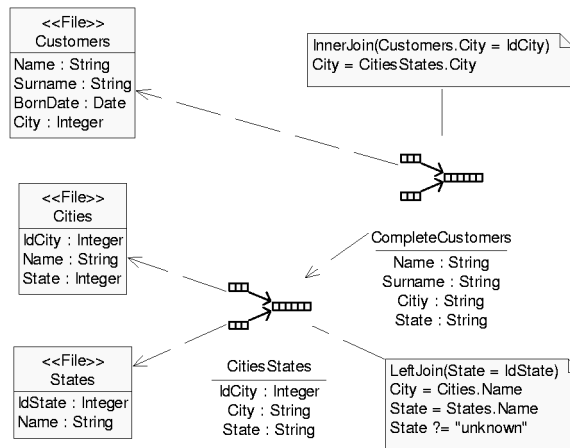 <<File>>
Customers
Name : String
Surname : String
BornDate : Date
City : Integer
InnerJoin(Customers.City = IdCity)
City = CitiesStates.City
<<File>>
Cities
IdCity : Integer
Name : String
State : Integer
CompleteCustomers
Name : String
Surname : String
Citiy : String
State : String
<<File>>
States
IdState : Integer
Name : String
CitiesStates
IdCity : Integer
City : String
State : String
LeftJoin(State = IdState)
City = Cities.Name
State = States.Name
State ?= "unknown"